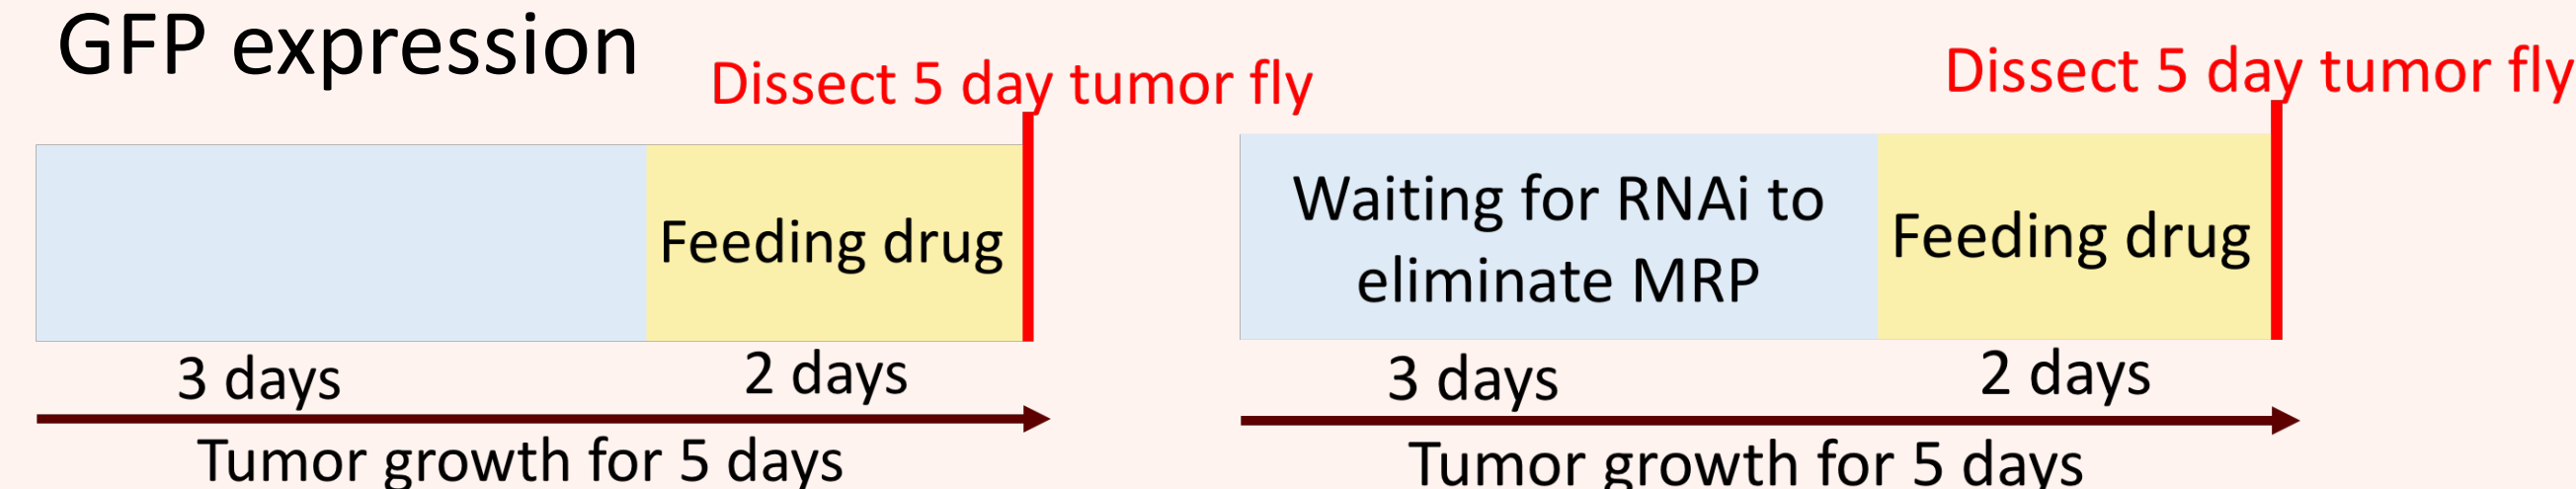 GFP expression
Dissect 5 day tumor fly
Feeding drug
3 days
2 days
Tumor growth for 5 days
Dissect 5 day tumor fly
Waiting for RNAi to
eliminate MRP
Feeding drug
3 days
2 days
Tumor growth for 5 days